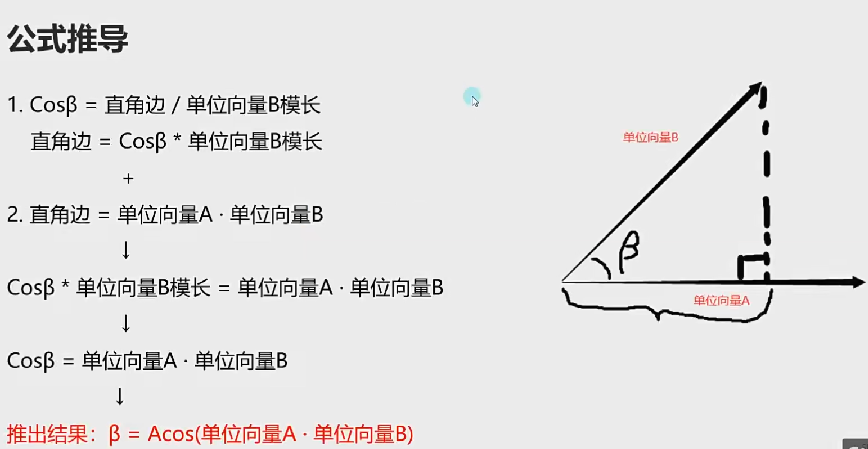 公式推导
1. Cosβ = 直角边 / 单位向量B模长
直角边 = Cosβ * 单位向量B模长
+
2. 直角边 = 单位向量A · 单位向量B
↓
Cosβ * 单位向量B模长 = 单位向量A · 单位向量B
↓
Cosβ = 单位向量A · 单位向量B
↓
推出结果：β = Acos(单位向量A · 单位向量B)
单位向量B
β
单位向量A